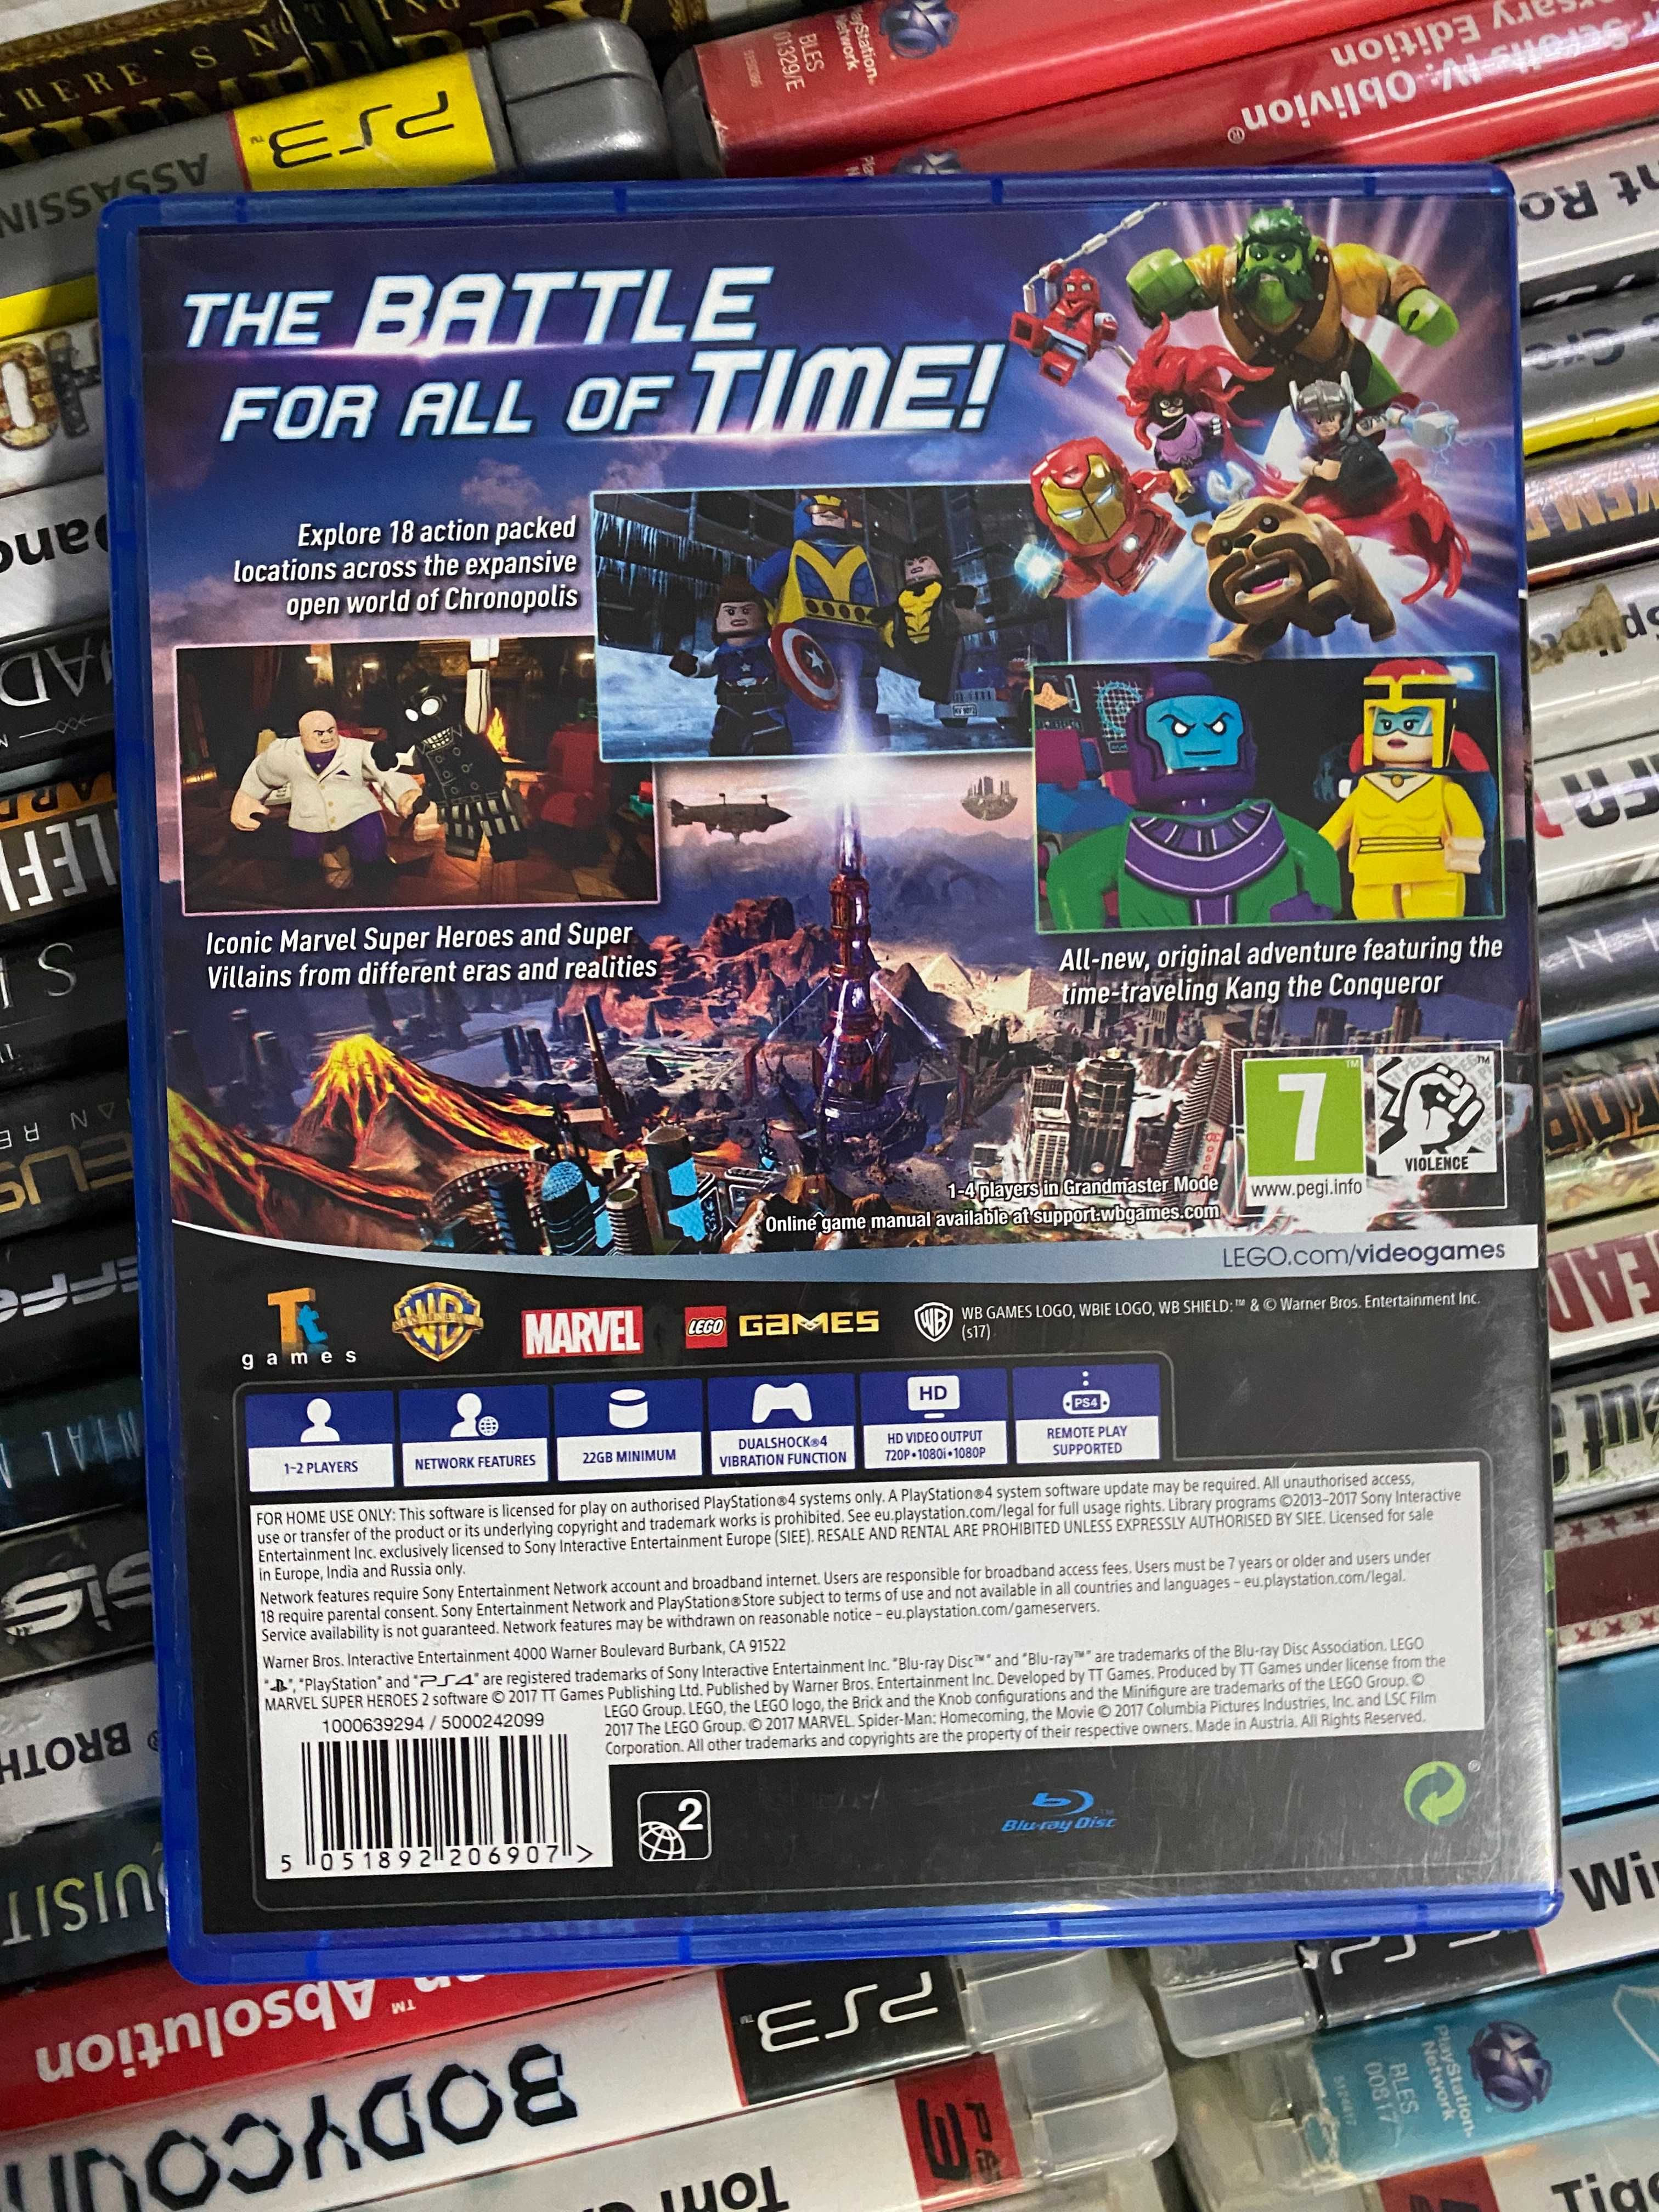 HERE'S N
PS3
ASSASSIN
PlayStation
Network
BLES
01329/E
Scrolls IV: Oblivion®
Edition
THE BATTLE
FOR ALL OF TIME!
Explore 18 action packed
locations across the expansive
open world of Chronopolis
Iconic Marvel Super Heroes and Super
Villains from different eras and realities
All-new, original adventure featuring the
time-traveling Kang the Conqueror
7
VIOLENCE
www.pegi.info
1-4 players in Grandmaster Mode
Online game manual available at support.wbgames.com
LEGO.com/videogames
Tt
games
WB
MARVEL
LEGO GAMES
WB GAMES LOGO, WBIE LOGO, WB SHIELD: ™ & © Warner Bros. Entertainment Inc.
(s17)
1-2 PLAYERS
NETWORK FEATURES
22GB MINIMUM
DUALSHOCK®4
VIBRATION FUNCTION
HD
HD VIDEO OUTPUT
720P•1080i•1080P
PS4
REMOTE PLAY
SUPPORTED
FOR HOME USE ONLY: This software is licensed for play on authorised PlayStation®4 systems only. A PlayStation®4 system software update may be required. All unauthorised access,
use or transfer of the product or its underlying copyright and trademark works is prohibited. See eu.playstation.com/legal for full usage rights. Library programs ©2013-2017 Sony Interactive
Entertainment Inc. exclusively licensed to Sony Interactive Entertainment Europe (SIEE). RESALE AND RENTAL ARE PROHIBITED UNLESS EXPRESSLY AUTHORISED BY SIEE. Licensed for sale
in Europe, India and Russia only.
Network features require Sony Entertainment Network account and broadband internet. Users are responsible for broadband access fees. Users must be 7 years or older and users under
18 require parental consent. Sony Entertainment Network and PlayStation®Store subject to terms of use and not available in all countries and languages – eu.playstation.com/legal.
Service availability is not guaranteed. Network features may be withdrawn on reasonable notice – eu.playstation.com/gameservers.
Warner Bros. Interactive Entertainment 4000 Warner Boulevard Burbank, CA 91522
"", "PlayStation" and "PS4" are registered trademarks of Sony Interactive Entertainment Inc. "Blu-ray Disc™" and "Blu-ray™" are trademarks of the Blu-ray Disc Association. LEGO
MARVEL SUPER HEROES 2 software © 2017 TT Games Publishing Ltd. Published by Warner Bros. Entertainment Inc. Developed by TT Games. Produced by TT Games under license from the
LEGO Group. LEGO, the LEGO logo, the Brick and the Knob configurations and the Minifigure are trademarks of the LEGO Group. ©
2017 The LEGO Group. © 2017 MARVEL. Spider-Man: Homecoming, the Movie © 2017 Columbia Pictures Industries, Inc. and LSC Film
Corporation. All other trademarks and copyrights are the property of their respective owners. Made in Austria. All Rights Reserved.
1000639294 / 5000242099
5 051892 206907 >
2
Blu-ray Disc™
Absolution™
PS3
BODYCOUN
Tom
PS3
PlayStation
Network
BLES
00817
BROTH
UISIT
Win